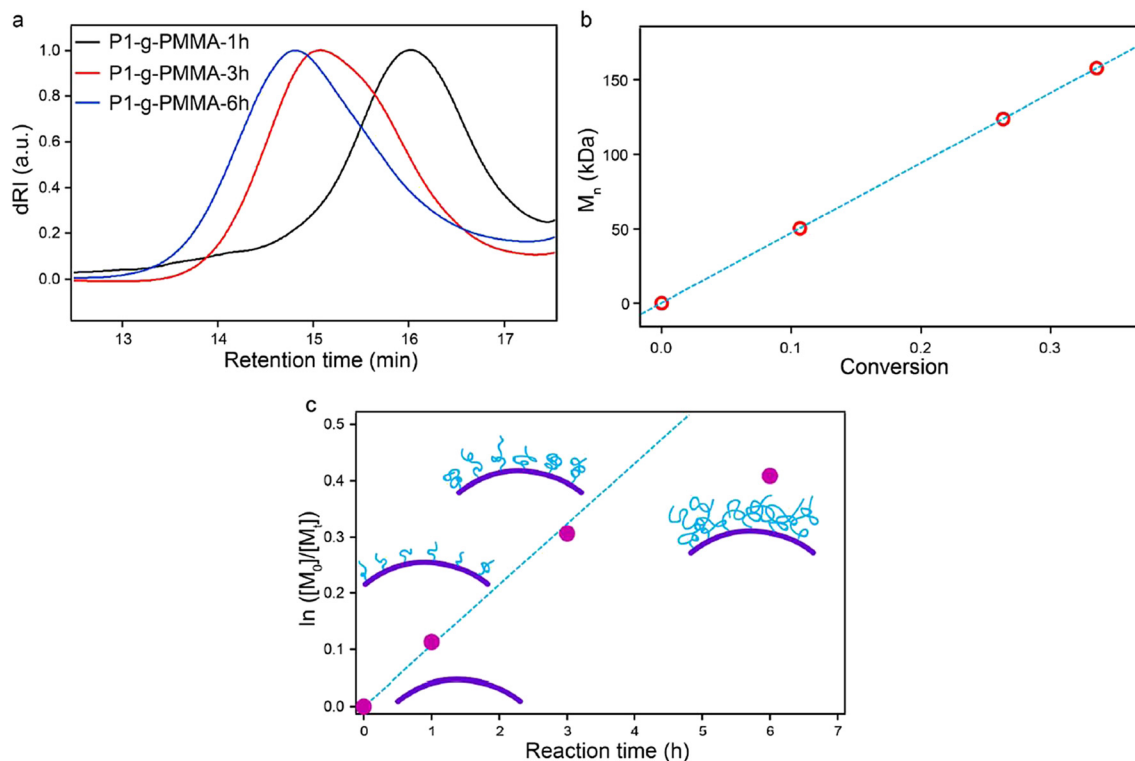 a
P1-g-PMMA-1h
P1-g-PMMA-3h
P1-g-PMMA-6h
dRI (a.u.)
1.0
0.8
0.6
0.4
0.2
0.0
13 14 15 16 17
Retention time (min)
b
Mn (kDa)
150
100
50
0
0.0 0.1 0.2 0.3
Conversion
c
ln ([M0]/[Mt])
0.5
0.4
0.3
0.2
0.1
0.0
0 1 2 3 4 5 6 7
Reaction time (h)